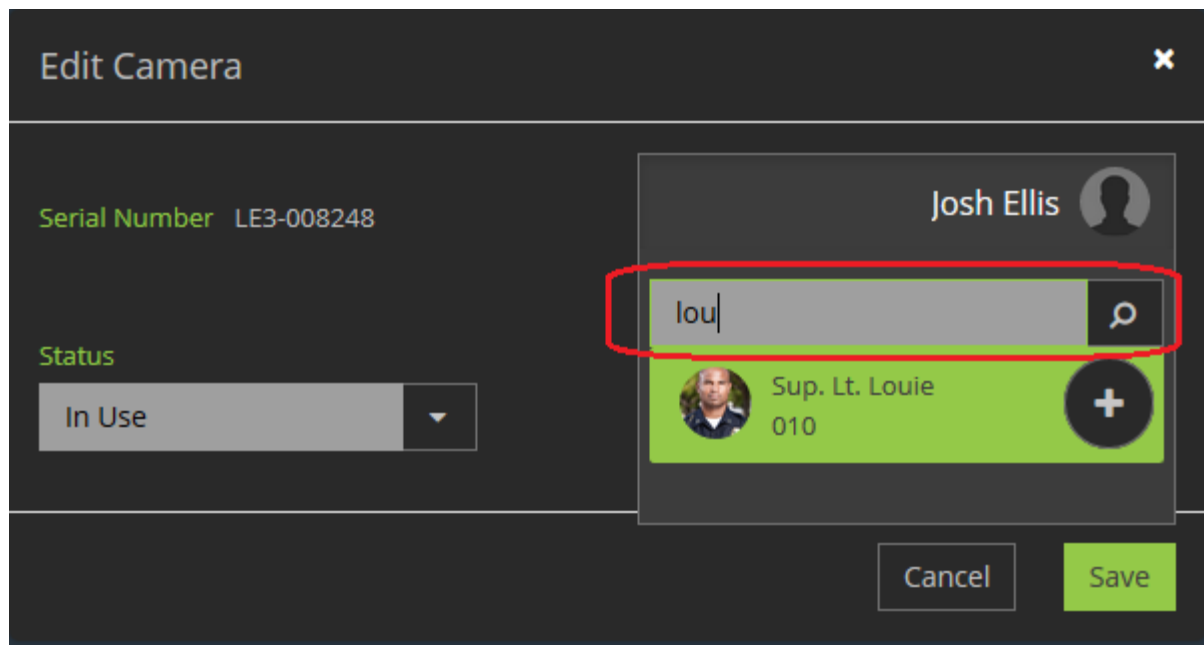 Edit Camera
Serial Number LE3-008248
Josh Ellis
lou
Status
In Use
Sup. Lt. Louie
010
Cancel
Save